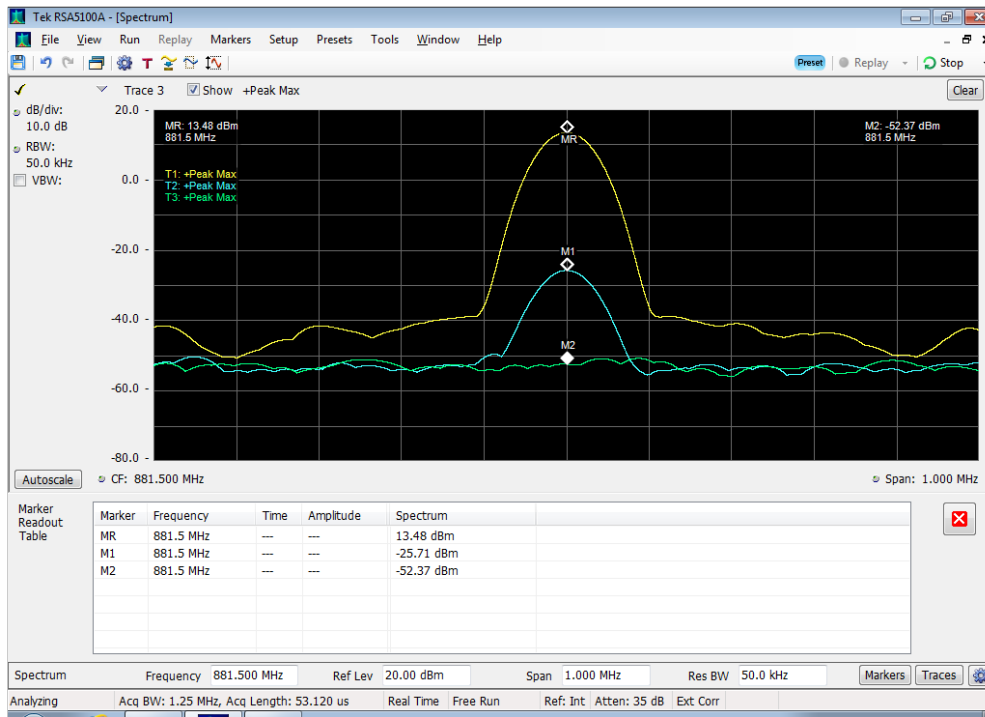 Tek RSA5100A - [Spectrum]
File View Run Replay Markers Setup Presets Tools Window Help
T Preset Replay Stop
Trace 3 Show +Peak Max Clear
dB/div:
10.0 dB
RBW:
50.0 kHz
VBW:
20.0 -
0.0 -
-20.0 -
-40.0 -
-60.0 -
-80.0 -
MR: 13.48 dBm
881.5 MHz
T1: +Peak Max
T2: +Peak Max
T3: +Peak Max
MR
M1
M2
M2: -52.37 dBm
881.5 MHz
Autoscale CF: 881.500 MHz Span: 1.000 MHz
Marker
Readout
Table
Marker Frequency Time Amplitude Spectrum
MR 881.5 MHz --- --- 13.48 dBm
M1 881.5 MHz --- --- -25.71 dBm
M2 881.5 MHz --- --- -52.37 dBm
Spectrum Frequency 881.500 MHz Ref Lev 20.00 dBm Span 1.000 MHz Res BW 50.0 kHz Markers Traces
Analyzing Acq BW: 1.25 MHz, Acq Length: 53.120 us Real Time Free Run Ref: Int Atten: 35 dB Ext Corr